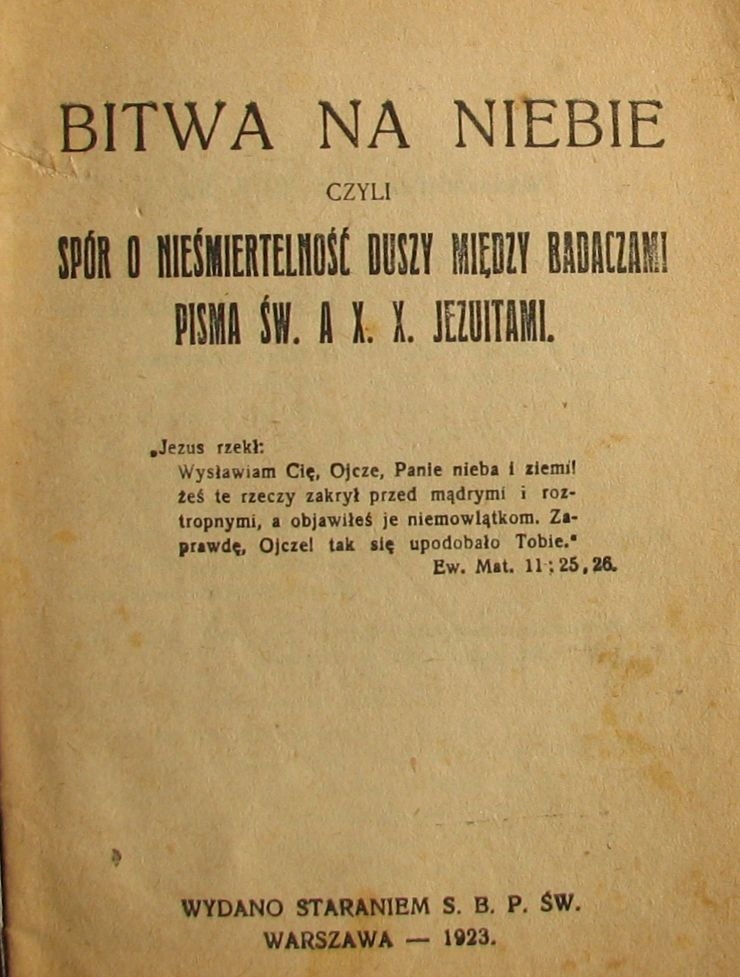 BITWA NA NIEBIE
CZYLI
SPÓR O NIEŚMIERTELNOŚĆ DUSZY MIĘDZY BADACZAMI
PISMA ŚW. A X. X. JEZUITAMI.
„Jezus rzekł:
Wysławiam Cię, Ojcze, Panie nieba i ziemi!
żeś te rzeczy zakrył przed mądrymi i roz-
tropnymi, a objawiłeś je niemowlątkom. Za-
prawdę, Ojcze! tak się upodobało Tobie."
Ew. Mat. 11 : 25, 26.
WYDANO STARANIEM S. B. P. ŚW.
WARSZAWA — 1923.